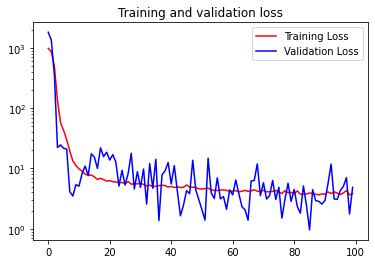 Training and validation loss
Training Loss
Validation Loss
10³
10²
10¹
10⁰
0 20 40 60 80 100